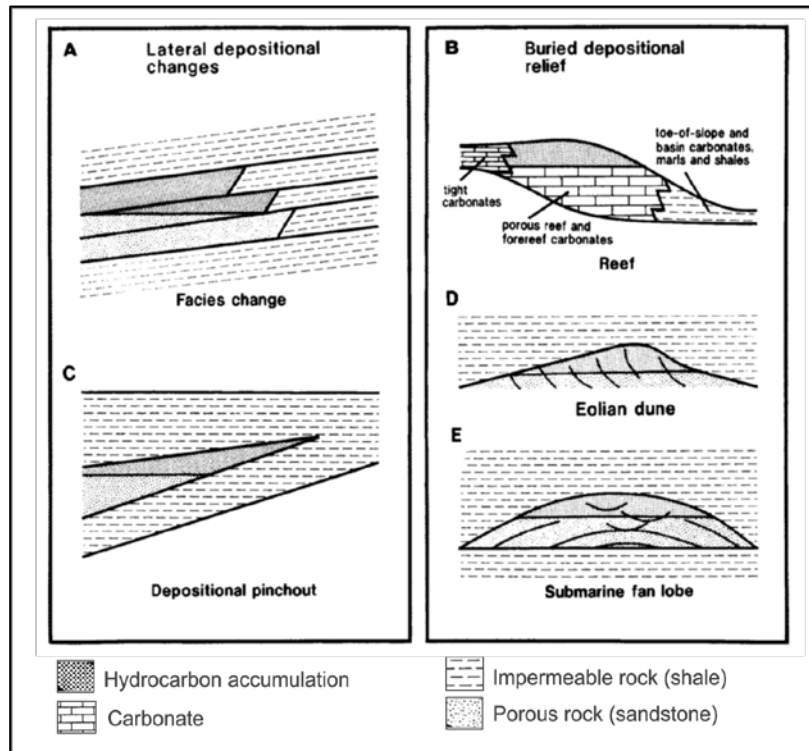 A
Lateral depositional
changes
Facies change
C
Depositional pinchout
B
Buried depositional
relief
toe-of-slope and
basin carbonates,
marls and shales
tight
carbonates
porous reef and
forereef carbonates
Reef
D
Eolian dune
E
Submarine fan lobe
Hydrocarbon accumulation
Carbonate
Impermeable rock (shale)
Porous rock (sandstone)